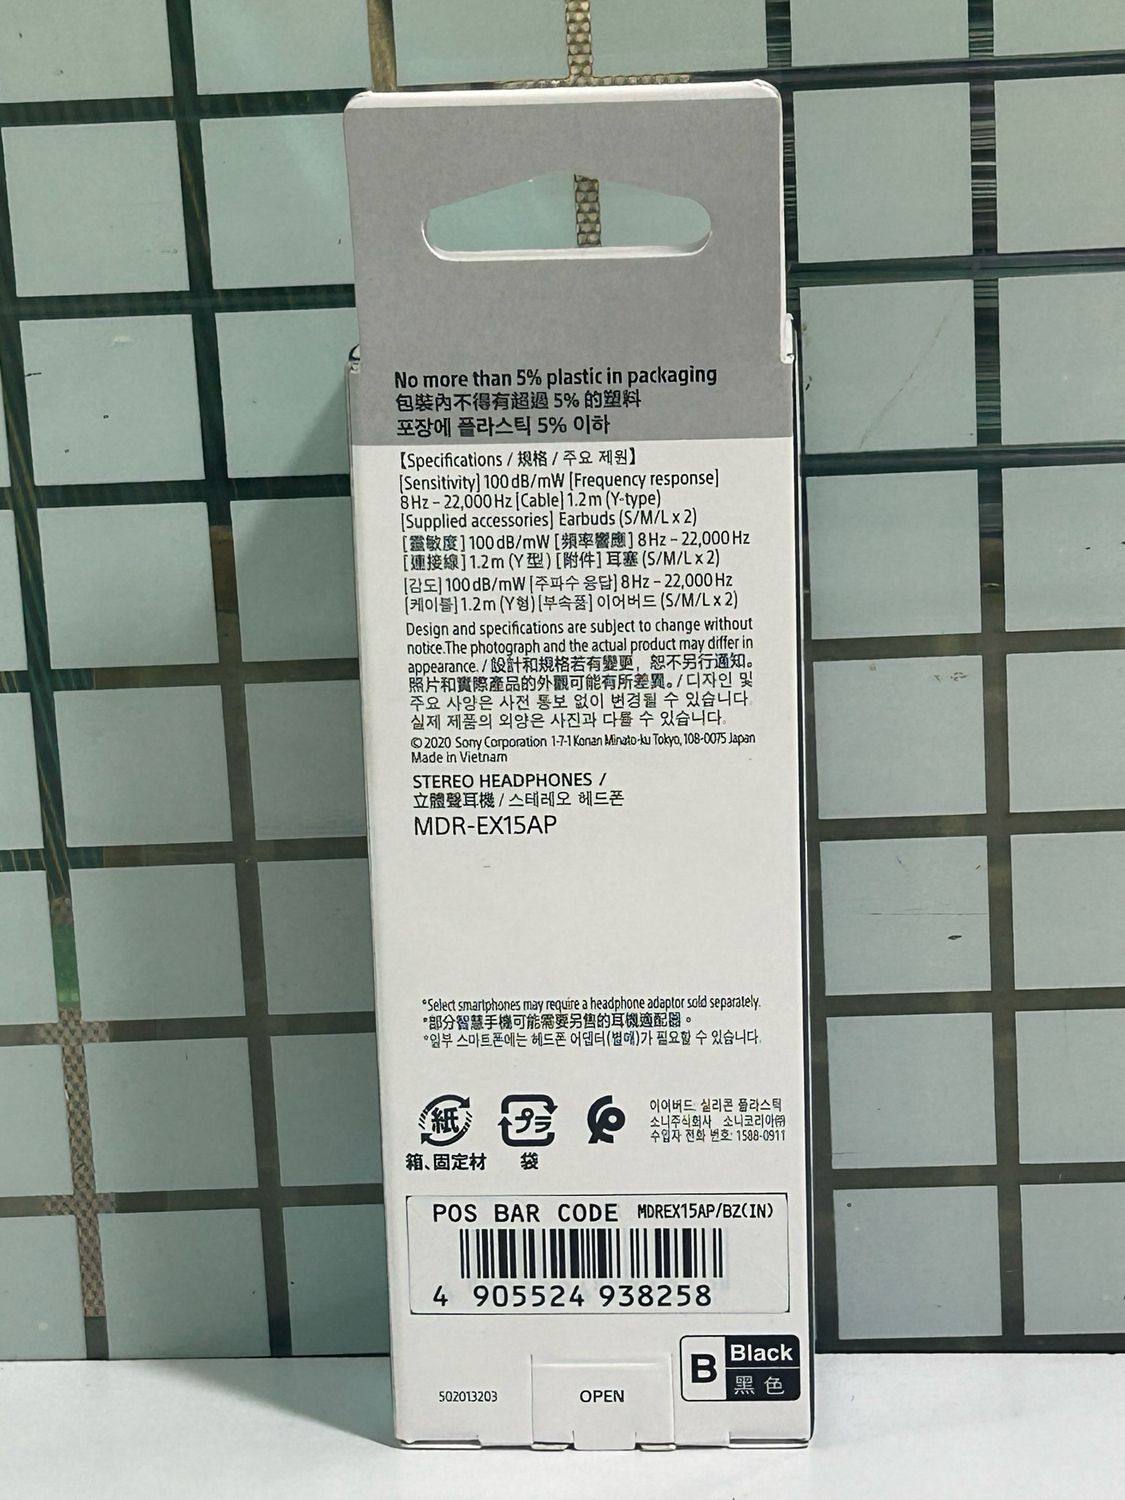 No more than 5% plastic in packaging
包裝內不得有超過 5% 的塑料
포장에 플라스틱 5% 이하
【Specifications / 規格 / 주요 제원】
[Sensitivity] 100 dB/mW [Frequency response]
8 Hz – 22,000 Hz [Cable] 1.2 m (Y-type)
[Supplied accessories] Earbuds (S/M/L x 2)
[靈敏度] 100 dB/mW [頻率響應] 8 Hz – 22,000 Hz
[連接線] 1.2 m (Y 型) [附件] 耳塞 (S/M/L x 2)
[감도] 100 dB/mW [주파수 응답] 8 Hz – 22,000 Hz
[케이블] 1.2 m (Y형) [부속품] 이어버드 (S/M/L x 2)
Design and specifications are subject to change without
notice.The photograph and the actual product may differ in
appearance. / 設計和規格若有變更，恕不另行通知。
照片和實際產品的外觀可能有所差異。/ 디자인 및
주요 사양은 사전 통보 없이 변경될 수 있습니다.
실제 제품의 외양은 사진과 다를 수 있습니다.
© 2020 Sony Corporation 1-7-1 Konan Minato-ku Tokyo, 108-0075 Japan
Made in Vietnam
STEREO HEADPHONES /
立體聲耳機 / 스테레오 헤드폰
MDR-EX15AP
*Select smartphones may require a headphone adaptor sold separately.
*部分智慧手機可能需要另售的耳機適配器。
*일부 스마트폰에는 헤드폰 어댑터(별매)가 필요할 수 있습니다.
紙 プラ
箱、固定材 袋
이어버드: 실리콘 플라스틱
소니주식회사 소니코리아㈜
수입자 전화 번호: 1588-0911
POS BAR CODE MDREX15AP/BZ(IN)
4 905524 938258
B Black
黑 色
502013203
OPEN